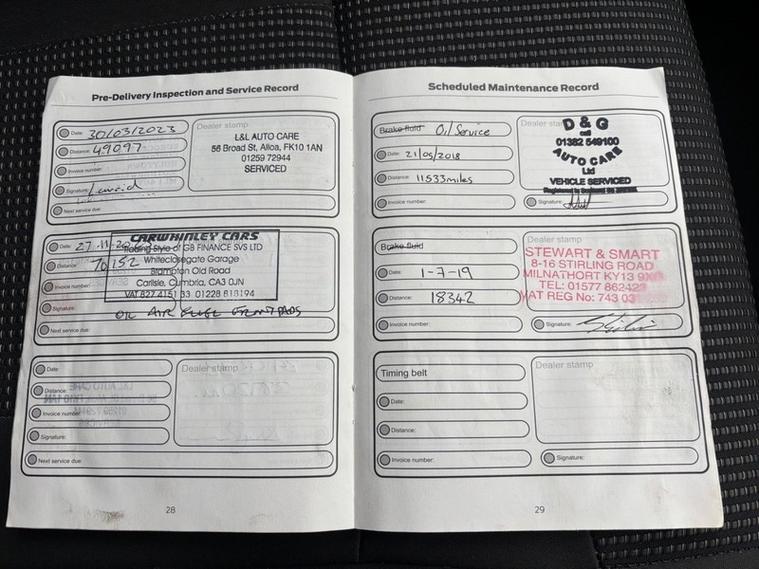 Pre-Delivery Inspection and Service Record
Date: 30/03/2023
Distance: 49097
Invoice number:
Signature:
Next service due:
Dealer stamp
L&L AUTO CARE
56 Broad St, Alloa, FK10 1AN
01259 72944
SERVICED
Date: 27.11.20
Distance: 70152
Invoice number:
Signature:
OIL AIR FUEL FRONT PADS
Next service due:
CARWHINLEY CARS
Trading Style of GB FINANCE SVS LTD
Whiteclosegate Garage
Brampton Old Road
Carlisle, Cumbria, CA3 0JN
VAT 827 4151 33 01228 818194
Date:
Distance:
Invoice number:
Signature:
Next service due:
Dealer stamp
28
Scheduled Maintenance Record
Brake fluid Oil/Service
Date: 21/05/2018
Distance: 11533miles
Invoice number:
Dealer
D & G
call
01382 549100
AUTO CARE
Ltd
VEHICLE SERVICED
Signature:
Brake fluid
Date: 1-7-19
Distance: 18342
Invoice number:
Dealer stamp
STEWART & SMART
8-16 STIRLING ROAD
MILNATHORT KY13 9
TEL: 01577 862423
VAT REG No: 743 03
Signature:
Timing belt
Date:
Distance:
Invoice number:
Dealer stamp
Signature:
29